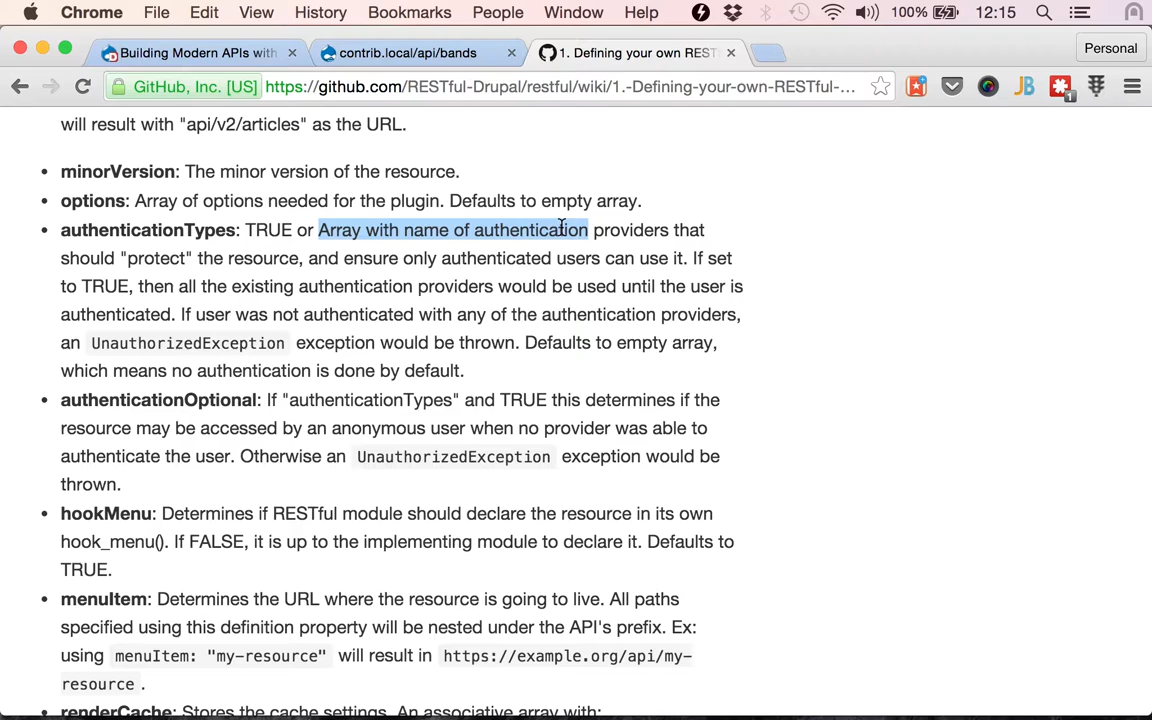 Chrome File Edit View History Bookmarks People Window Help 100% 12:15
Building Modern APIs with contrib.local/api/bands 1. Defining your own REST Personal
GitHub, Inc. [US] https://github.com/RESTful-Drupal/restful/wiki/1.-Defining-your-own-RESTful-... JB 1
will result with "api/v2/articles" as the URL.
• minorVersion: The minor version of the resource.
• options: Array of options needed for the plugin. Defaults to empty array.
• authenticationTypes: TRUE or Array with name of authentication providers that
should "protect" the resource, and ensure only authenticated users can use it. If set
to TRUE, then all the existing authentication providers would be used until the user is
authenticated. If user was not authenticated with any of the authentication providers,
an UnauthorizedException exception would be thrown. Defaults to empty array,
which means no authentication is done by default.
• authenticationOptional: If "authenticationTypes" and TRUE this determines if the
resource may be accessed by an anonymous user when no provider was able to
authenticate the user. Otherwise an UnauthorizedException exception would be
thrown.
• hookMenu: Determines if RESTful module should declare the resource in its own
hook_menu(). If FALSE, it is up to the implementing module to declare it. Defaults to
TRUE.
• menuItem: Determines the URL where the resource is going to live. All paths
specified using this definition property will be nested under the API's prefix. Ex:
using menuItem: "my-resource" will result in https://example.org/api/my-
resource .
• renderCache: Stores the cache settings. An associative array with: